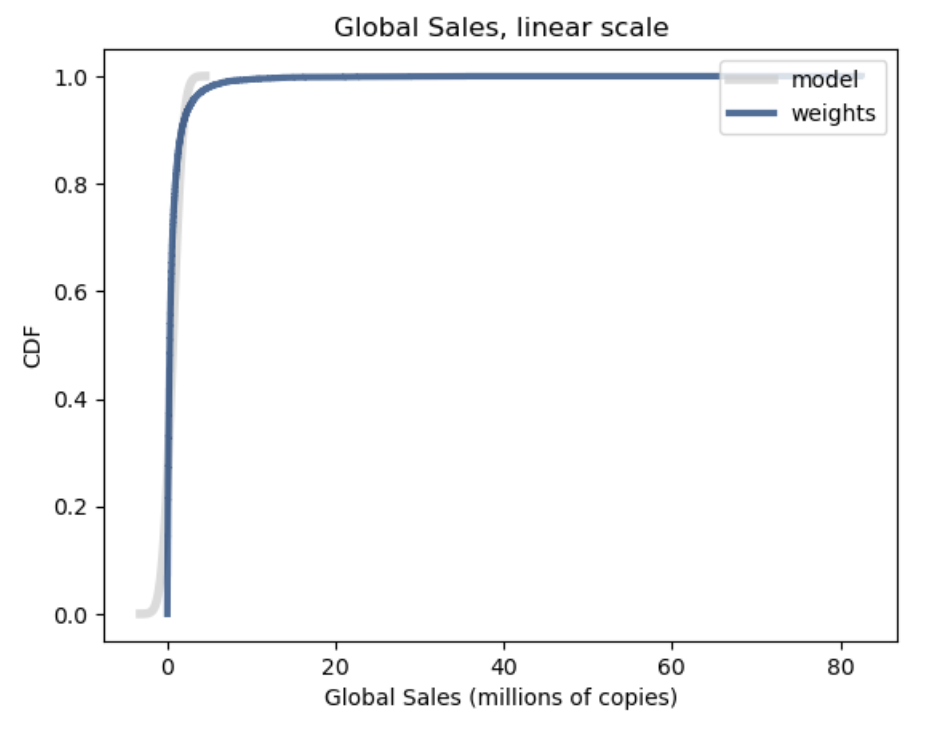 Global Sales, linear scale
1.0
0.8
0.6
0.4
0.2
0.0
CDF
model
weights
0 20 40 60 80
Global Sales (millions of copies)